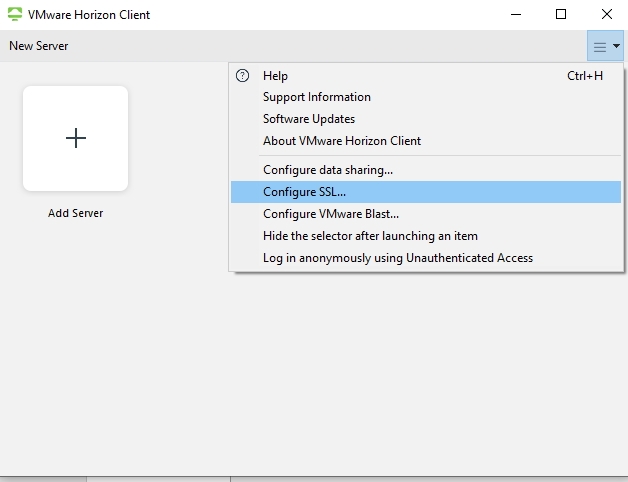 VMware Horizon Client
New Server
Help Ctrl+H
Support Information
Software Updates
About VMware Horizon Client
Configure data sharing...
Configure SSL...
Configure VMware Blast...
Hide the selector after launching an item
Log in anonymously using Unauthenticated Access
Add Server